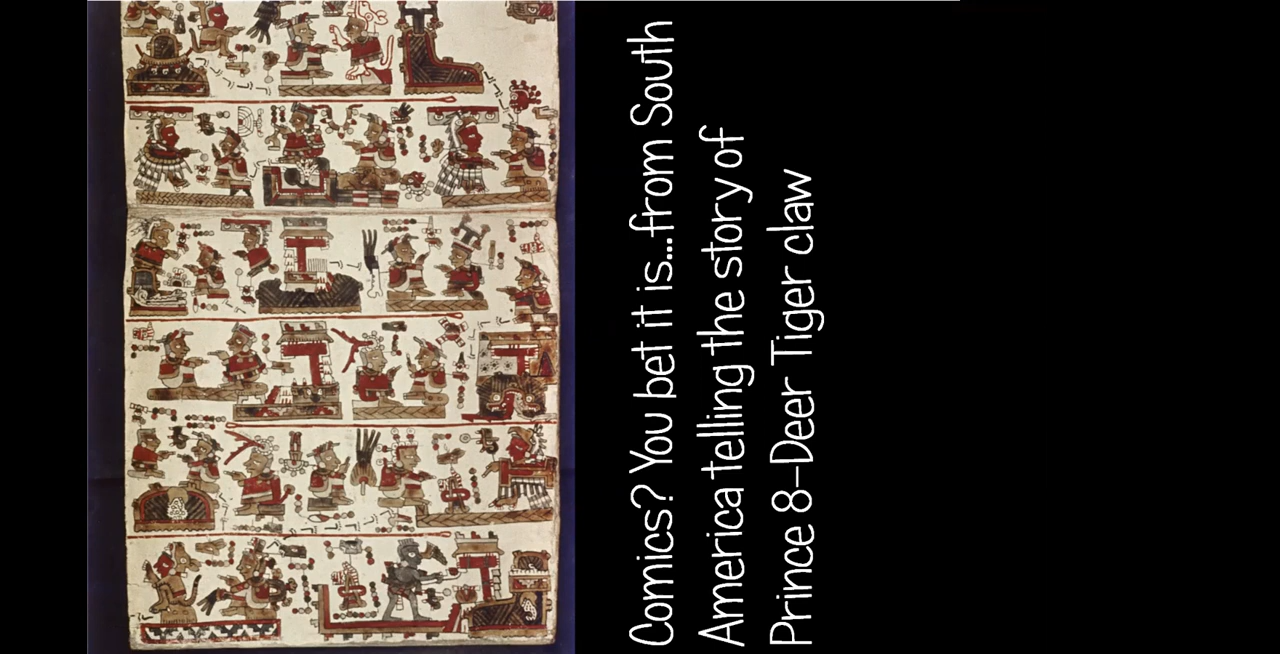 Comics? You bet it is...from South
America telling the story of
Prince 8-Deer Tiger claw